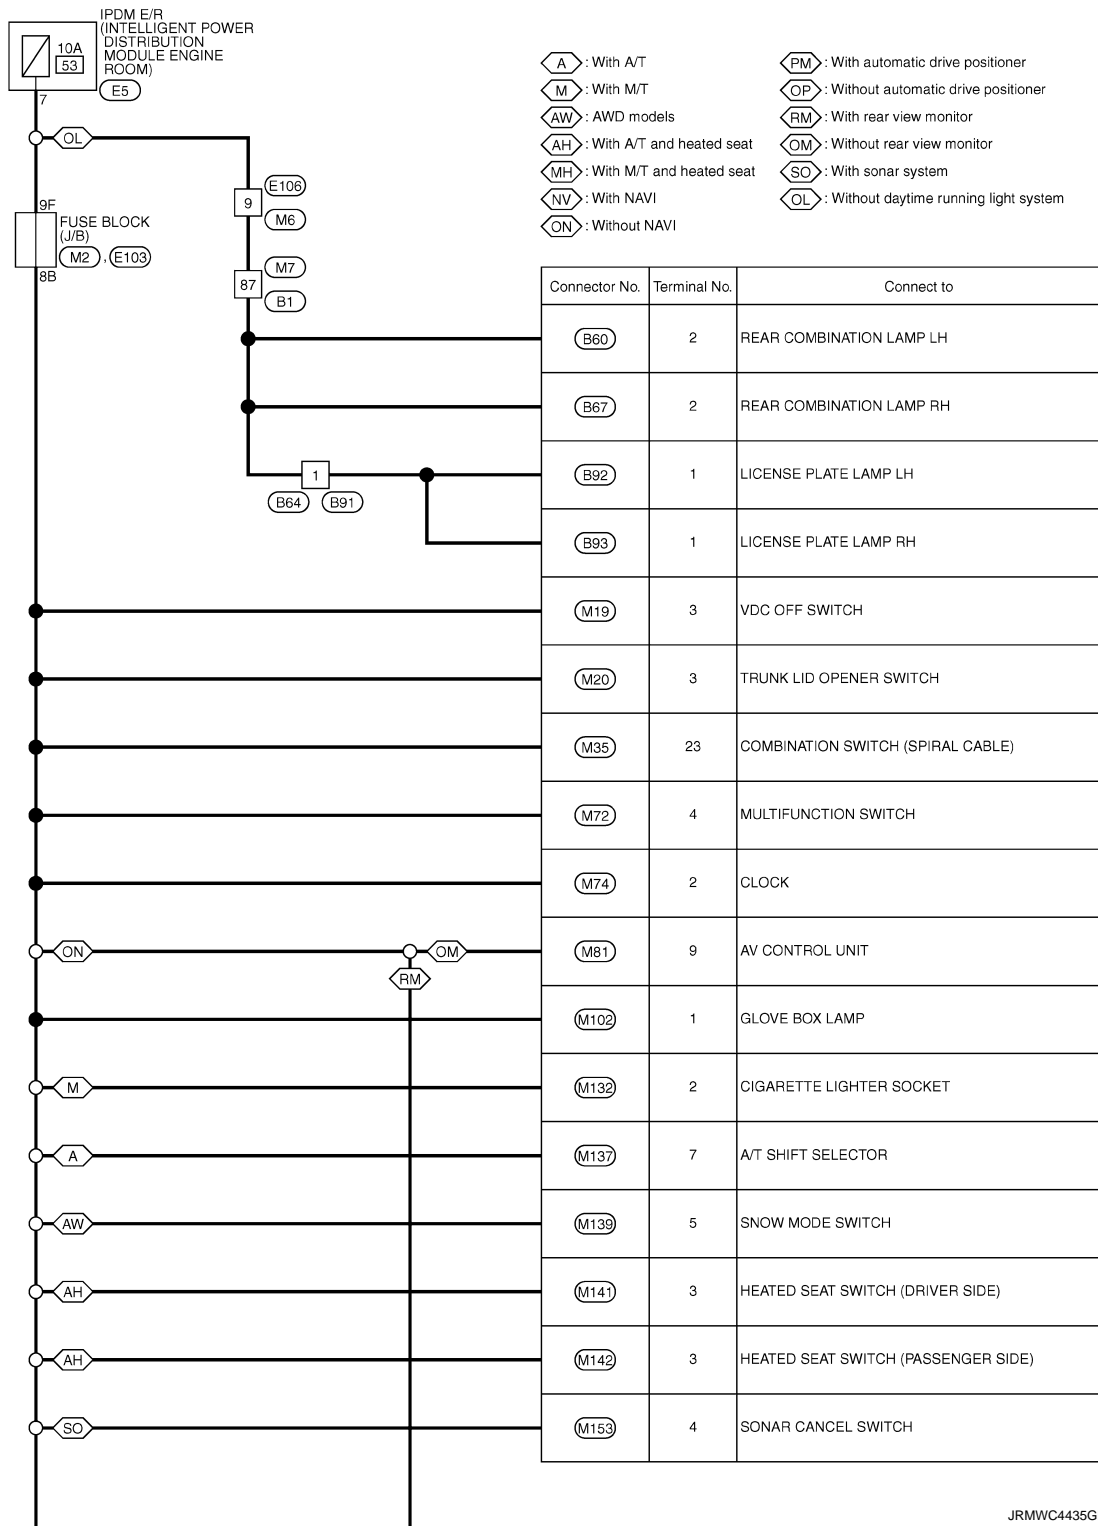 IPDM E/R
(INTELLIGENT POWER
DISTRIBUTION
MODULE ENGINE
ROOM)
10A
53
E5
7
OL
9
E106
M6
9F
FUSE BLOCK
(J/B)
M2 , E103
8B
87
M7
B1
1
B64 B91
A : With A/T
M : With M/T
AW : AWD models
AH : With A/T and heated seat
MH : With M/T and heated seat
NV : With NAVI
ON : Without NAVI
PM : With automatic drive positioner
OP : Without automatic drive positioner
RM : With rear view monitor
OM : Without rear view monitor
SO : With sonar system
OL : Without daytime running light system
Connector No. Terminal No. Connect to
B60 2 REAR COMBINATION LAMP LH
B67 2 REAR COMBINATION LAMP RH
B92 1 LICENSE PLATE LAMP LH
B93 1 LICENSE PLATE LAMP RH
M19 3 VDC OFF SWITCH
M20 3 TRUNK LID OPENER SWITCH
M35 23 COMBINATION SWITCH (SPIRAL CABLE)
M72 4 MULTIFUNCTION SWITCH
M74 2 CLOCK
ON OM M81 9 AV CONTROL UNIT
RM
M102 1 GLOVE BOX LAMP
M M132 2 CIGARETTE LIGHTER SOCKET
A M137 7 A/T SHIFT SELECTOR
AW M139 5 SNOW MODE SWITCH
AH M141 3 HEATED SEAT SWITCH (DRIVER SIDE)
AH M142 3 HEATED SEAT SWITCH (PASSENGER SIDE)
SO M153 4 SONAR CANCEL SWITCH
JRMWC4435G